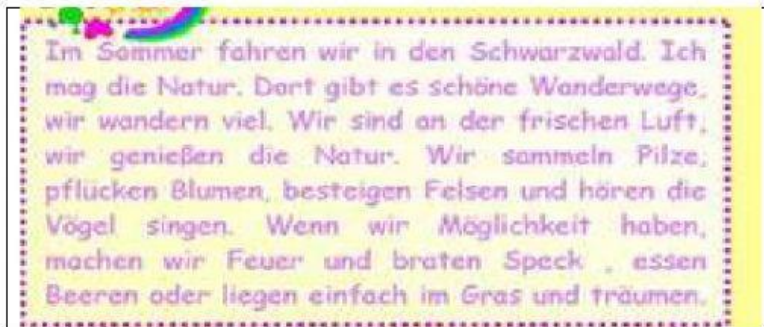 Im Sommer fahren wir in den Schwarzwald. Ich
mag die Natur. Dort gibt es schöne Wanderwege,
wir wandern viel. Wir sind an der frischen Luft,
wir genießen die Natur. Wir sammeln Pilze,
pflücken Blumen, besteigen Felsen und hören die
Vögel singen. Wenn wir Möglichkeit haben,
machen wir Feuer und braten Speck , essen
Beeren oder liegen einfach im Gras und träumen.